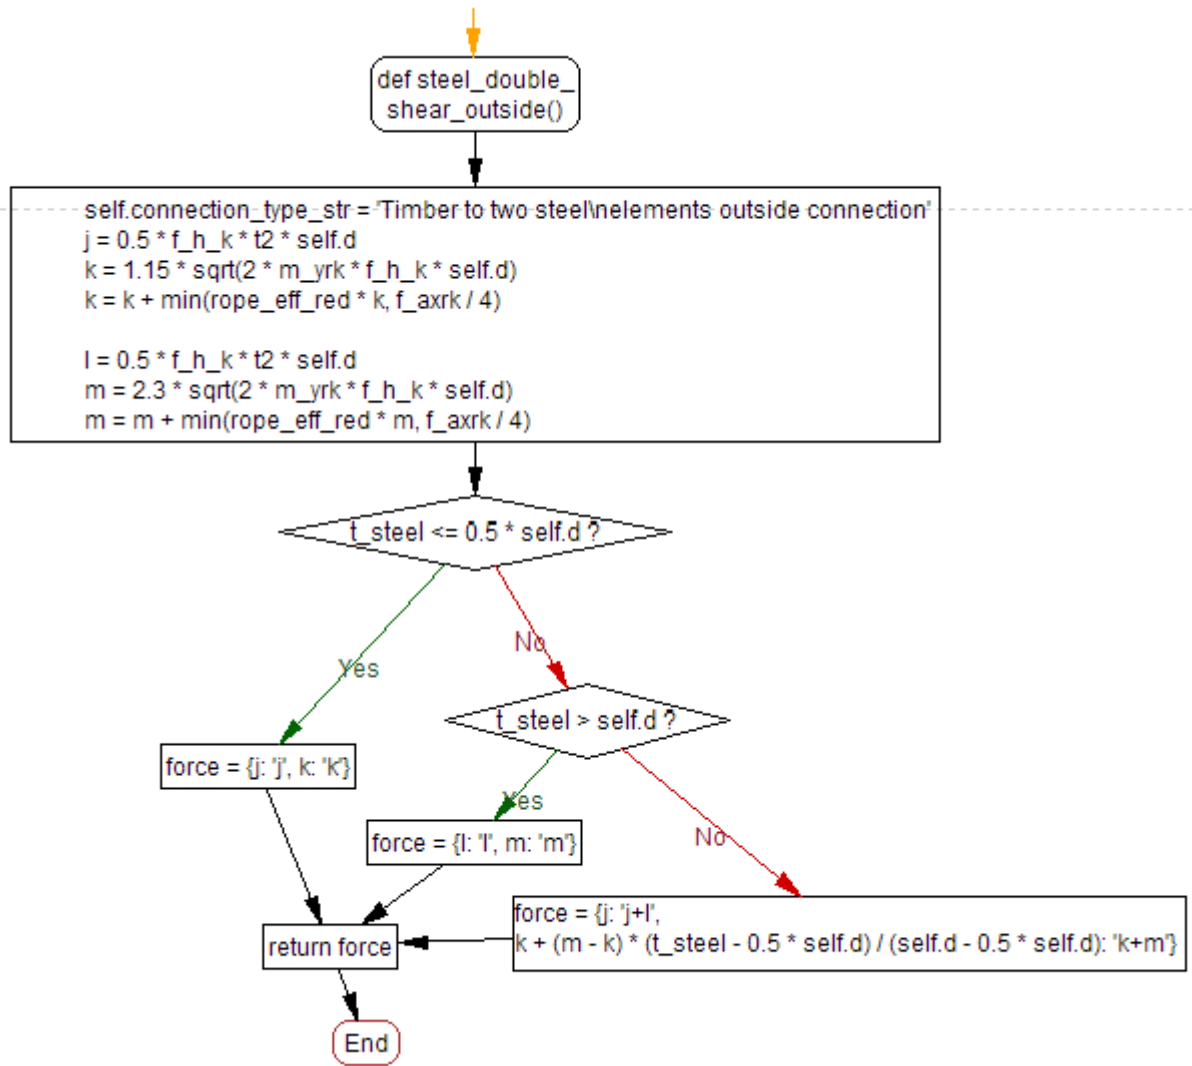 def steel_double_
shear_outside()
self.connection_type_str = 'Timber to two steel\nelements outside connection'
j = 0.5 * f_h_k * t2 * self.d
k = 1.15 * sqrt(2 * m_yrk * f_h_k * self.d)
k = k + min(rope_eff_red * k, f_axrk / 4)
l = 0.5 * f_h_k * t2 * self.d
m = 2.3 * sqrt(2 * m_yrk * f_h_k * self.d)
m = m + min(rope_eff_red * m, f_axrk / 4)
t_steel <= 0.5 * self.d ?
No
Yes
t_steel > self.d ?
force = {j: 'j', k: 'k'}
Yes
force = {l: 'l', m: 'm'}
No
force = {j: 'j+l',
k + (m - k) * (t_steel - 0.5 * self.d) / (self.d - 0.5 * self.d): 'k+m'}
return force
End